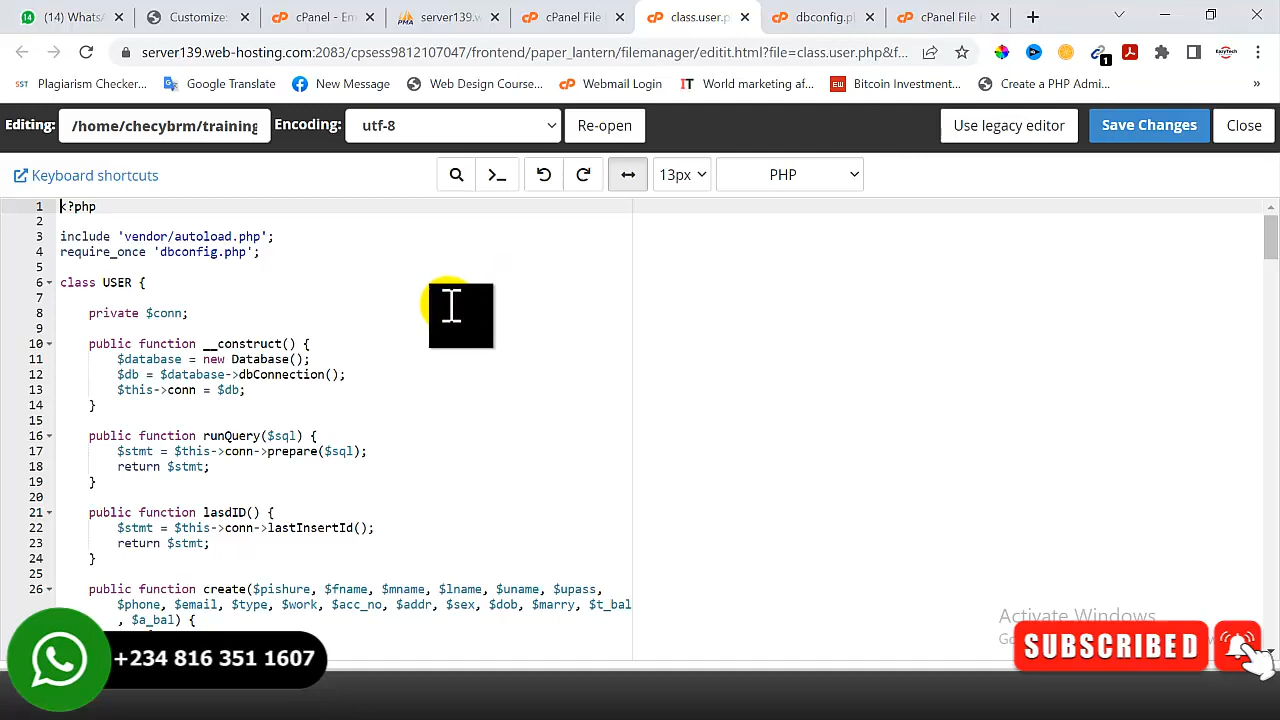 (14) Whats/
Customize:
cPanel - Em
server139.w
cPanel File
class.user.p
dbconfig.p
cPanel File
server139.web-hosting.com:2083/cpsess9812107047/frontend/paper_lantern/filemanager/editit.html?file=class.user.php&f...
Plagiarism Checker...
Google Translate
New Message
Web Design Course...
Webmail Login
World marketing af...
Bitcoin Investment...
Create a PHP Admi...
»
Editing: /home/checybrm/training Encoding: utf-8 Re-open Use legacy editor Save Changes Close
Keyboard shortcuts 13px PHP
1 <?php
2
3 include 'vendor/autoload.php';
4 require_once 'dbconfig.php';
5
6 class USER {
7
8 private $conn;
9
10 public function __construct() {
11 $database = new Database();
12 $db = $database->dbConnection();
13 $this->conn = $db;
14 }
15
16 public function runQuery($sql) {
17 $stmt = $this->conn->prepare($sql);
18 return $stmt;
19 }
20
21 public function lasdID() {
22 $stmt = $this->conn->lastInsertId();
23 return $stmt;
24 }
25
26 public function create($pishure, $fname, $mname, $lname, $uname, $upass,
$phone, $email, $type, $work, $acc_no, $addr, $sex, $dob, $marry, $t_bal
, $a_bal) {
Activate Windows
+234 816 351 1607
SUBSCRIBED